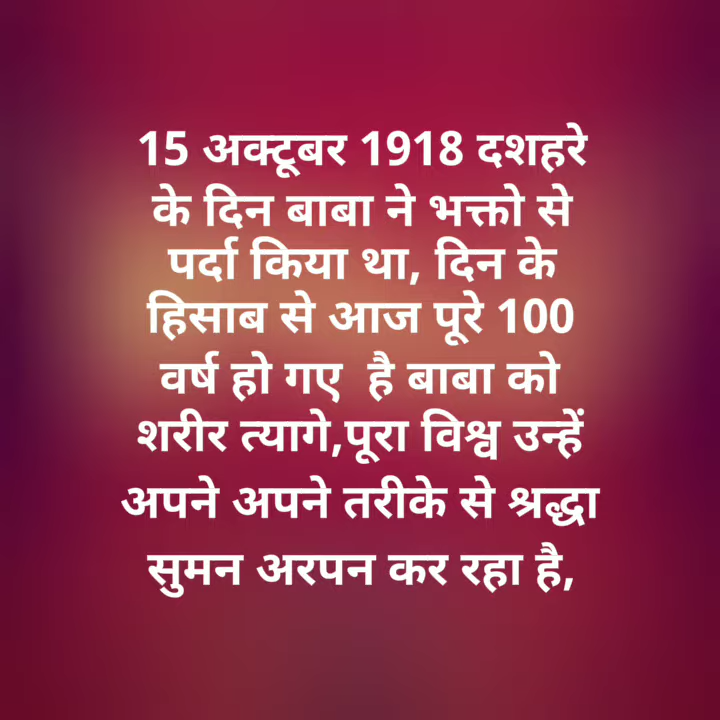 15 अक्टूबर 1918 दशहरे
के दिन बाबा ने भक्तो से
पर्दा किया था, दिन के
हिसाब से आज पूरे 100
वर्ष हो गए है बाबा को
शरीर त्यागे,पूरा विश्व उन्हें
अपने अपने तरीके से श्रद्धा
सुमन अरपन कर रहा है,